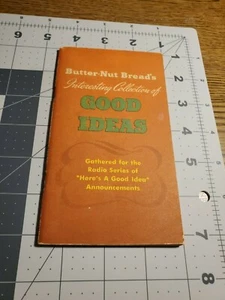 Butter-Nut Bread's
Interesting Collection of
GOOD
IDEAS
Gathered for the
Radio Series of
"Here's A Good Idea"
Announcements